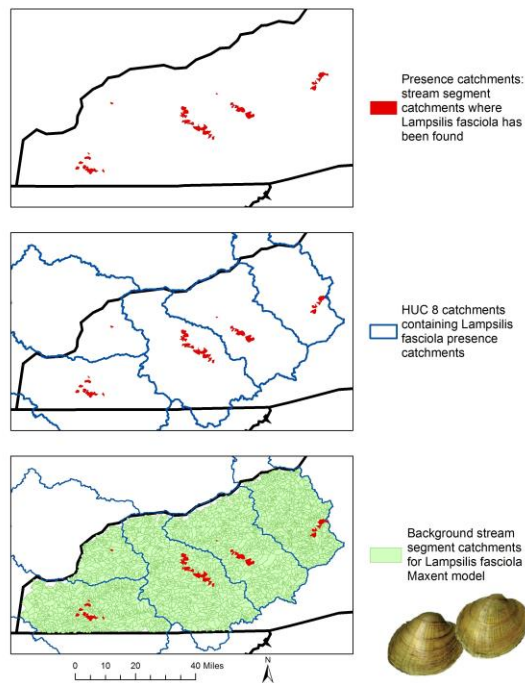 Presence catchments:
stream segment
catchments where
Lampsilis fasciola has
been found
HUC 8 catchments
containing Lampsilis
fasciola presence
catchments
Background stream
segment catchments
for Lampsilis fasciola
Maxent model
0 10 20 40 Miles
N